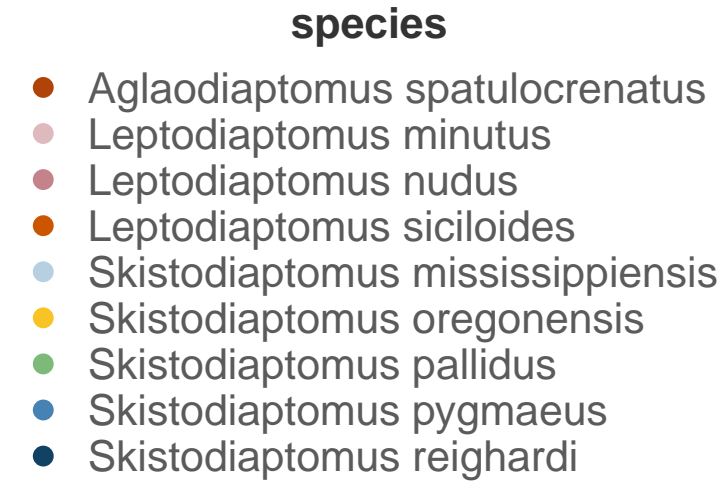 species
Aglaodiaptomus spatulocrenatus
Leptodiaptomus minutus
Leptodiaptomus nudus
Leptodiaptomus siciloides
Skistodiaptomus mississippiensis
Skistodiaptomus oregonensis
Skistodiaptomus pallidus
Skistodiaptomus pygmaeus
Skistodiaptomus reighardi